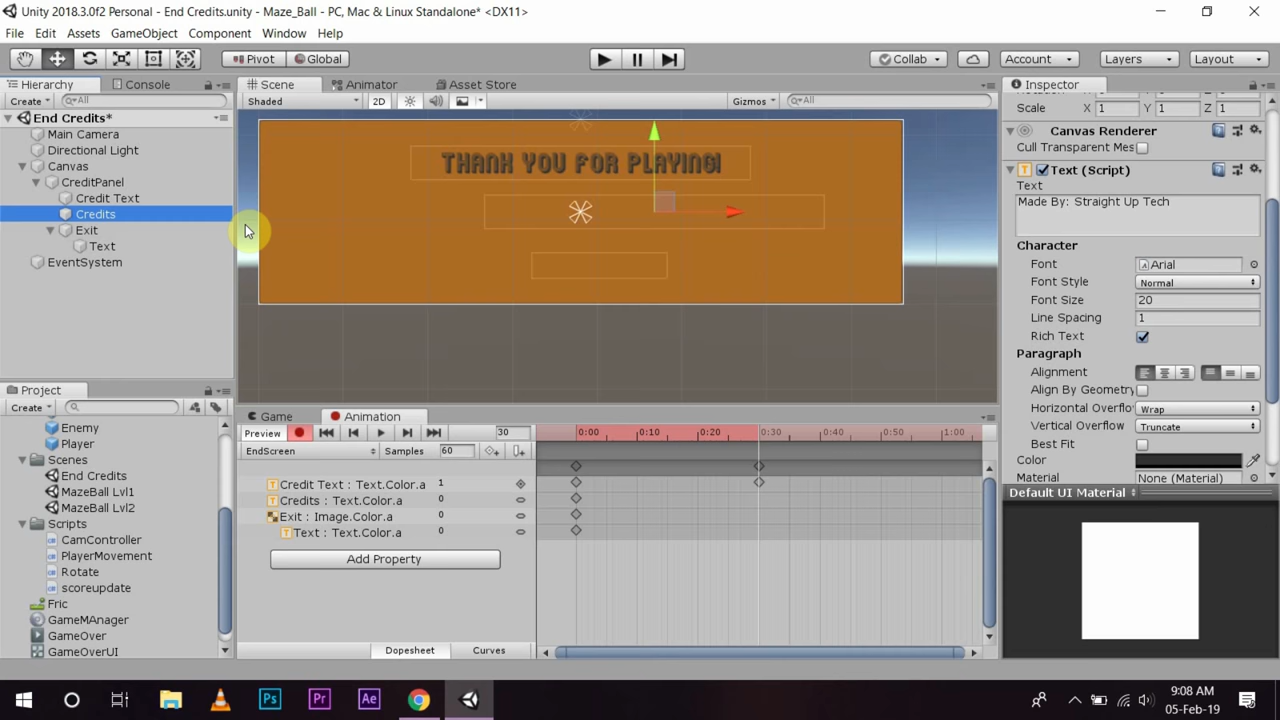 Unity 2018.3.0f2 Personal - End Credits.unity - Maze_Ball - PC, Mac & Linux Standalone* <DX11>
File Edit Assets GameObject Component Window Help
Pivot Global Collab Account Layers Layout
Hierarchy Console Scene Animator Asset Store Inspector
Create All Shaded 2D Gizmos All
Scale X 1 Y 1 Z 1
End Credits*
Main Camera
Directional Light
Canvas
CreditPanel
Credit Text
Credits
Exit
Text
EventSystem
THANK YOU FOR PLAYING!
Canvas Renderer
Cull Transparent Mes
Text (Script)
Text
Made By: Straight Up Tech
Character
Font Arial
Font Style Normal
Font Size 20
Line Spacing 1
Rich Text
Paragraph
Alignment
Align By Geometry
Horizontal Overflo Wrap
Vertical Overflow Truncate
Best Fit
Color
Material None (Material)
Default UI Material
Project
Create
Enemy
Player
Scenes
End Credits
MazeBall Lvl1
MazeBall Lvl2
Scripts
CamController
PlayerMovement
Rotate
scoreupdate
Fric
GameMAnager
GameOver
GameOverUI
Game Animation
Preview 30 0:00 0:10 0:20 0:30 0:40 0:50 1:00
EndScreen Samples 60
Credit Text : Text.Color.a 1
Credits : Text.Color.a 0
Exit : Image.Color.a 0
Text : Text.Color.a 0
Add Property
Dopesheet Curves
Ps Pr Ae
9:08 AM
05-Feb-19